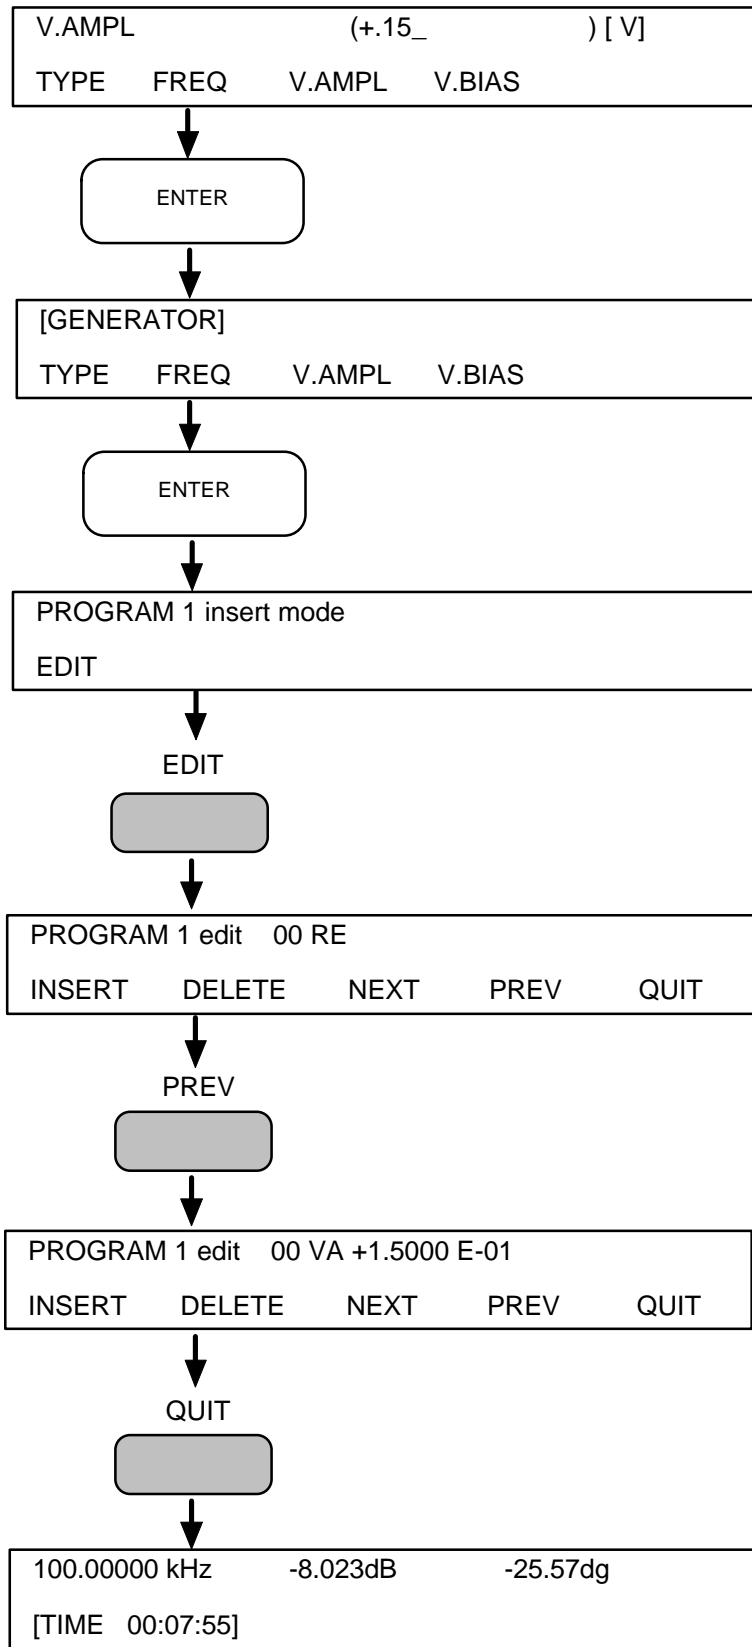 V.AMPL (+.15_ ) [ V]
TYPE FREQ V.AMPL V.BIAS
ENTER
[GENERATOR]
TYPE FREQ V.AMPL V.BIAS
ENTER
PROGRAM 1 insert mode
EDIT
EDIT
PROGRAM 1 edit 00 RE
INSERT DELETE NEXT PREV QUIT
PREV
PROGRAM 1 edit 00 VA +1.5000 E-01
INSERT DELETE NEXT PREV QUIT
QUIT
100.00000 kHz -8.023dB -25.57dg
[TIME 00:07:55]